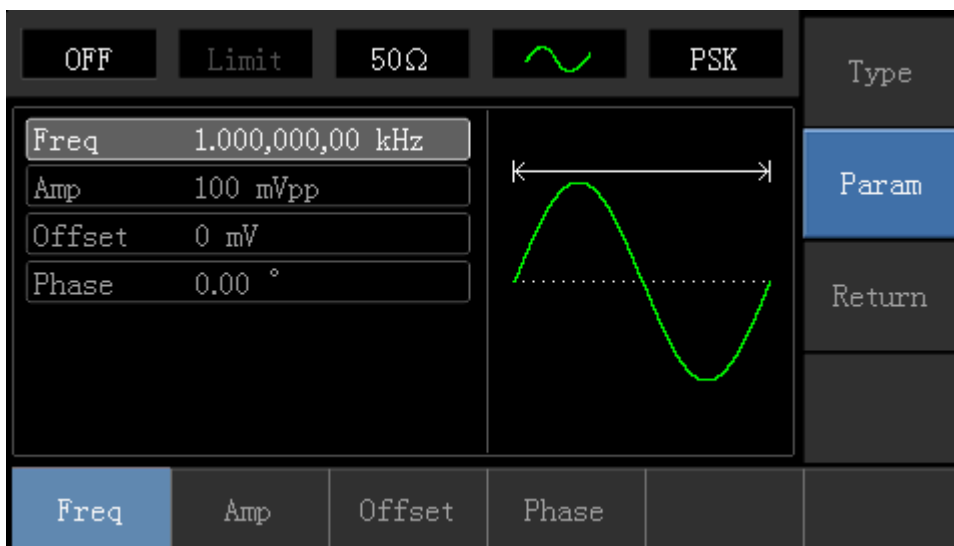 OFF Limit 50Ω PSK
Type
Freq 1.000,000,00 kHz
Amp 100 mVpp
Param
Offset 0 mV
Phase 0.00 °
Return
Freq Amp Offset Phase